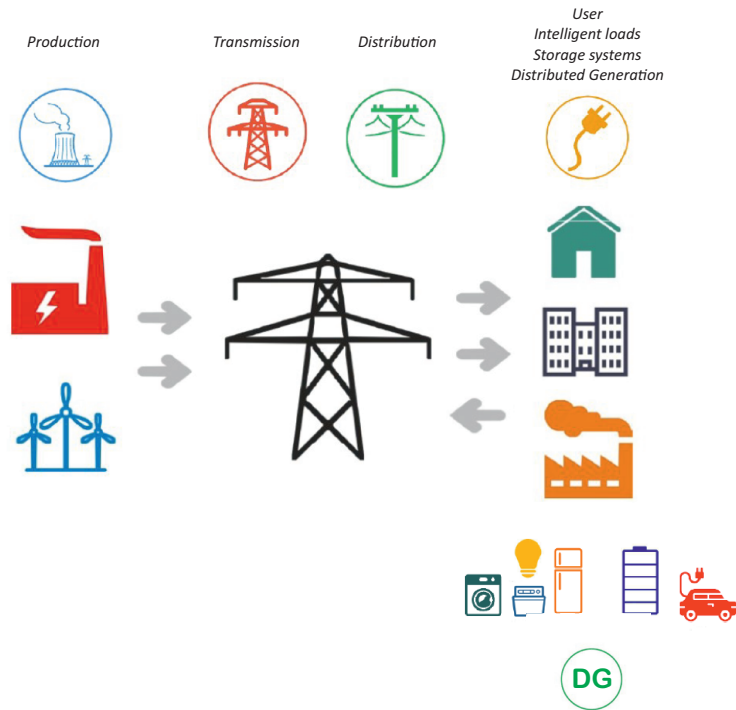 Production
Transmission
Distribution
User
Intelligent loads
Storage systems
Distributed Generation
DG